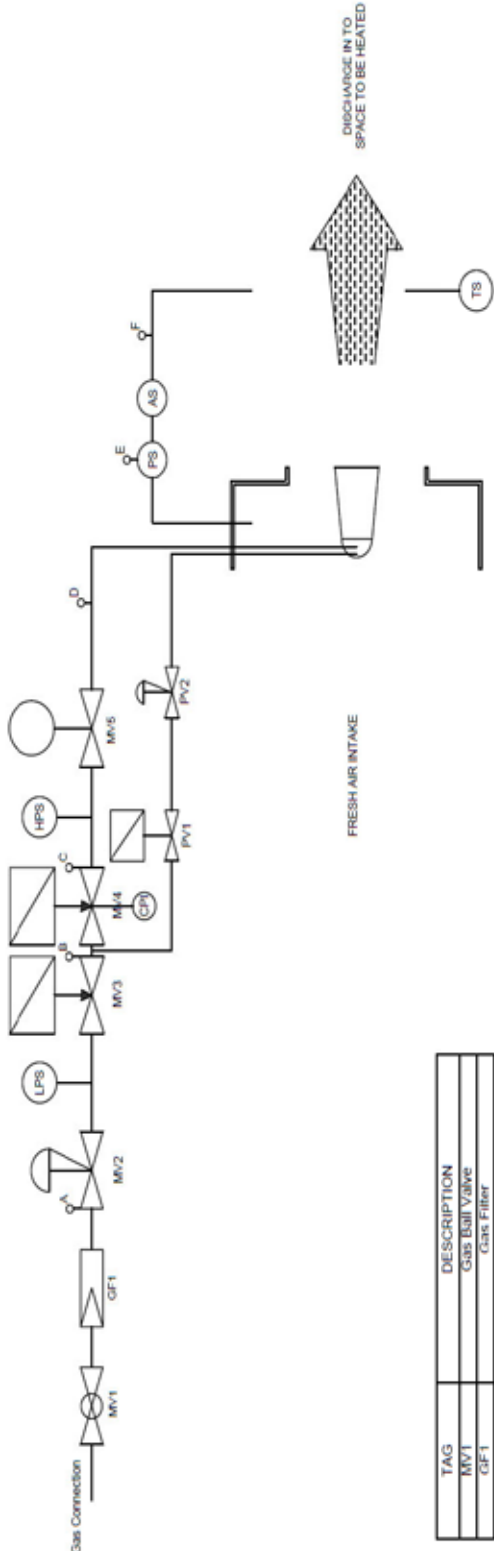 Gas Connection
MV1
GF1
A
MV2
LPS
MV3
B
MV4
CPI
C
HPS
MV5
D
PV1
PV2
E
PS
AS
F
TS
FRESH AIR INTAKE
DISCHARGE IN TO
SPACE TO BE HEATED
TAG DESCRIPTION
MV1 Gas Ball Valve
GF1 Gas Filter